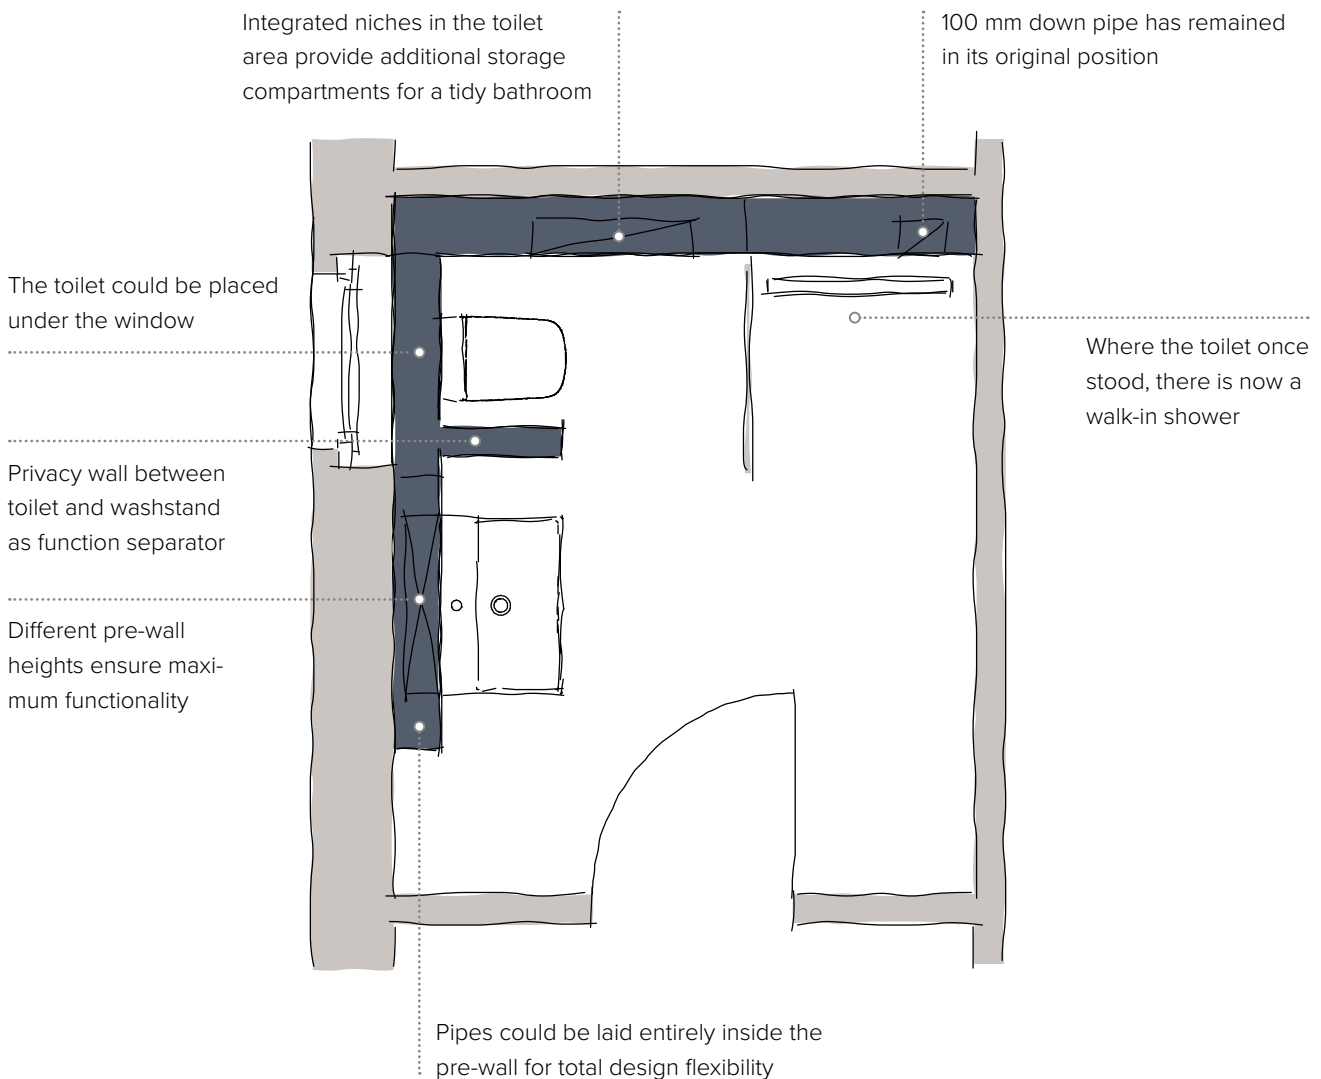 Integrated niches in the toilet
area provide additional storage
compartments for a tidy bathroom
100 mm down pipe has remained
in its original position
The toilet could be placed
under the window
Where the toilet once
stood, there is now a
walk-in shower
Privacy wall between
toilet and washstand
as function separator
Different pre-wall
heights ensure maxi-
mum functionality
Pipes could be laid entirely inside the
pre-wall for total design flexibility